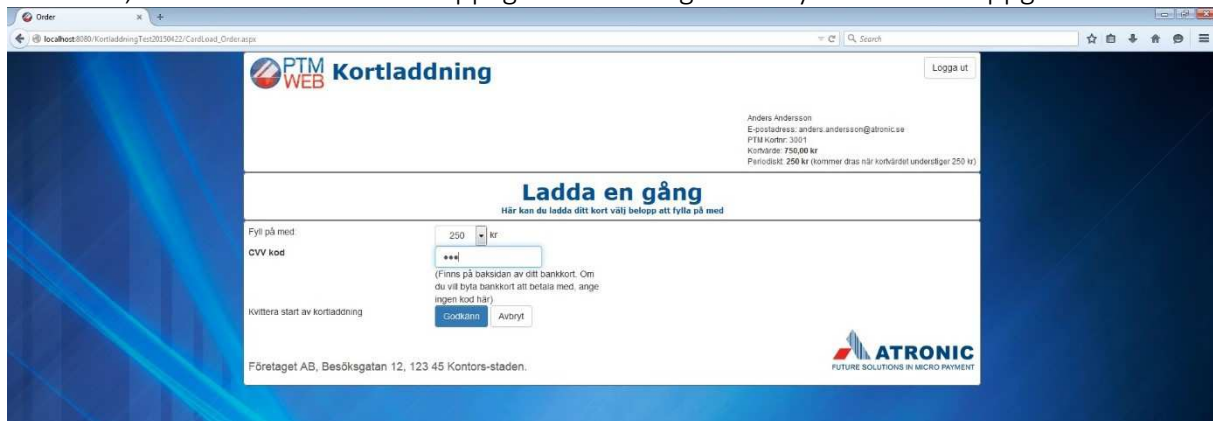 Order
localhost:8080/KortladdningTest20150422/CardLoad_Order.aspx
Search
PTM WEB Kortladdning
Logga ut
Anders Andersson
E-postadress: anders.andersson@atronic.se
PTM Kortnr: 3001
Kortvärde: 750,00 kr
Periodiskt: 250 kr (kommer dras när kortvärdet understiger 250 kr)
Ladda en gång
Här kan du ladda ditt kort välj belopp att fylla på med
Fyll på med:
250 kr
CVV kod
(Finns på baksidan av ditt bankkort. Om
du vill byta bankkort att betala med, ange
ingen kod här)
Kvittera start av kortladdning
Godkänn Avbryt
ATRONIC
FUTURE SOLUTIONS IN MICRO PAYMENT
Företaget AB, Besöksgatan 12, 123 45 Kontors-staden.